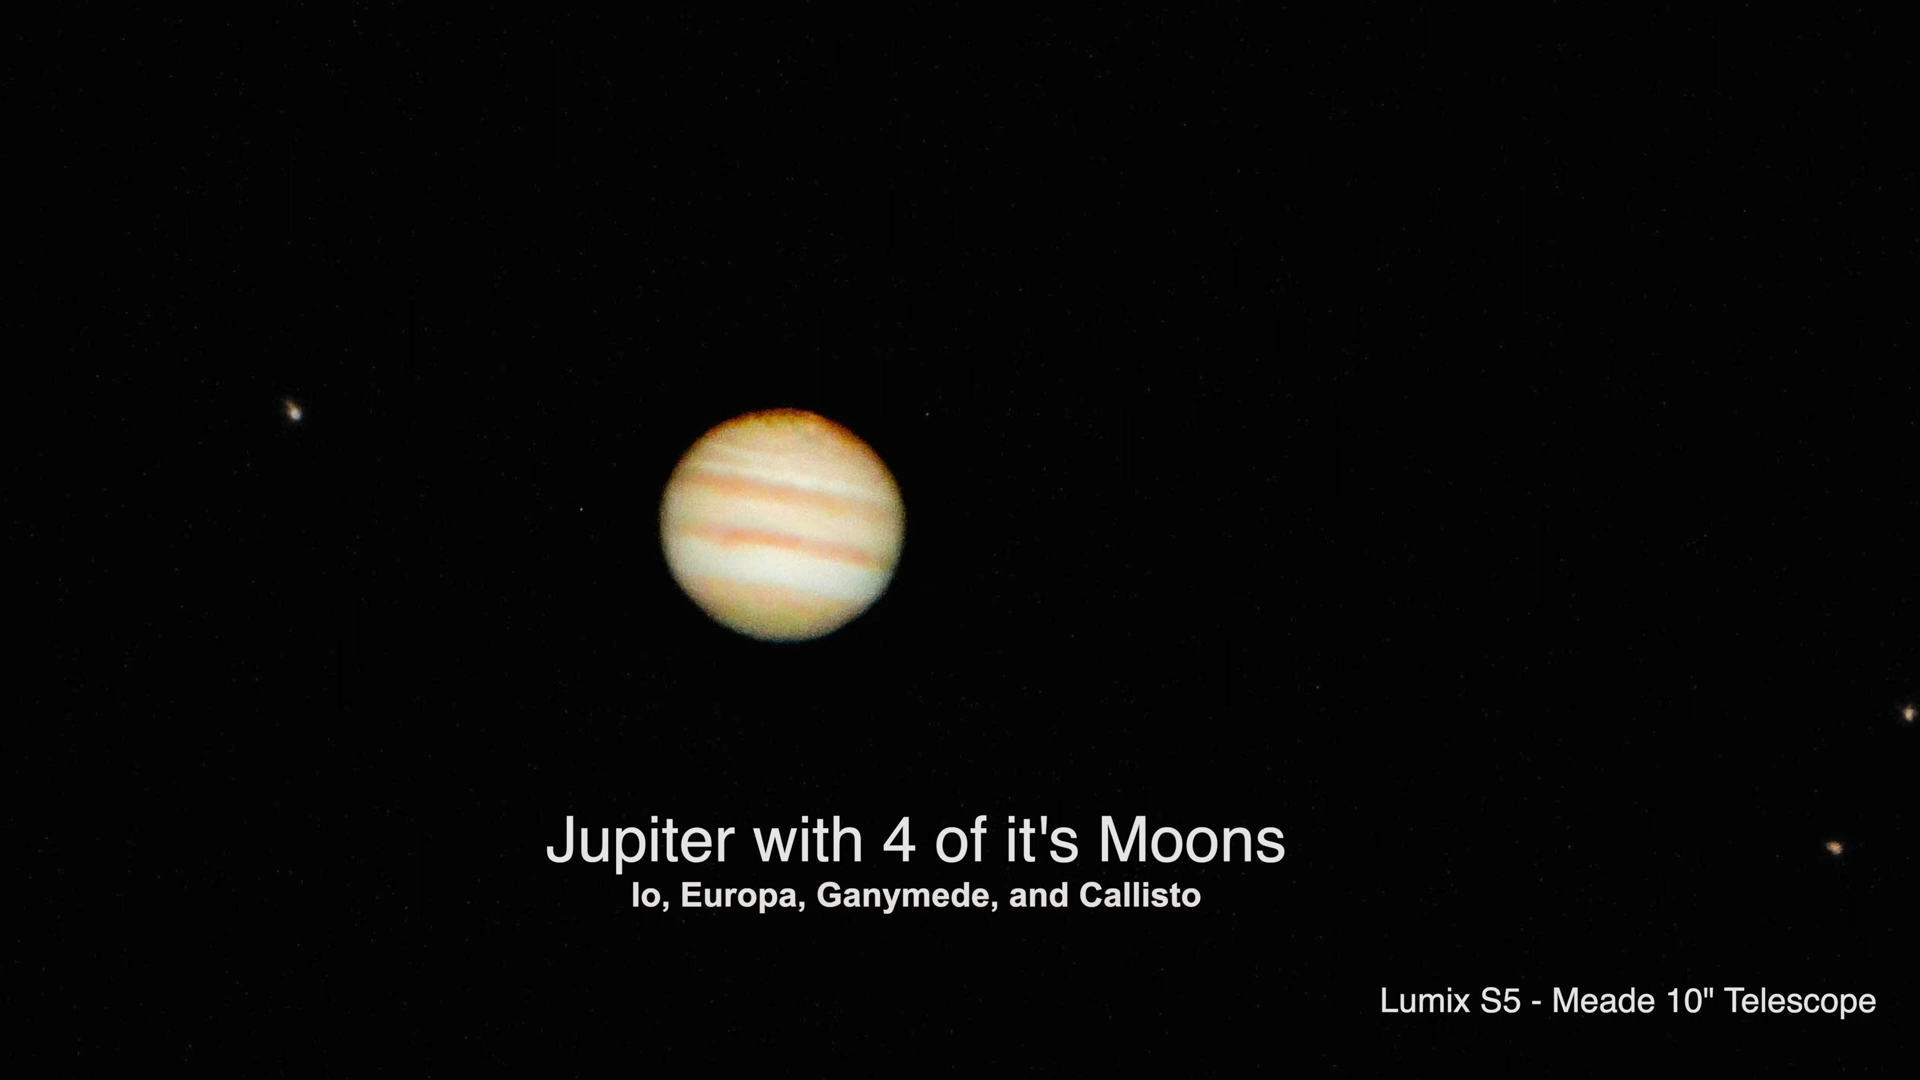 Jupiter with 4 of it's Moons
Io, Europa, Ganymede, and Callisto
Lumix S5 - Meade 10" Telescope